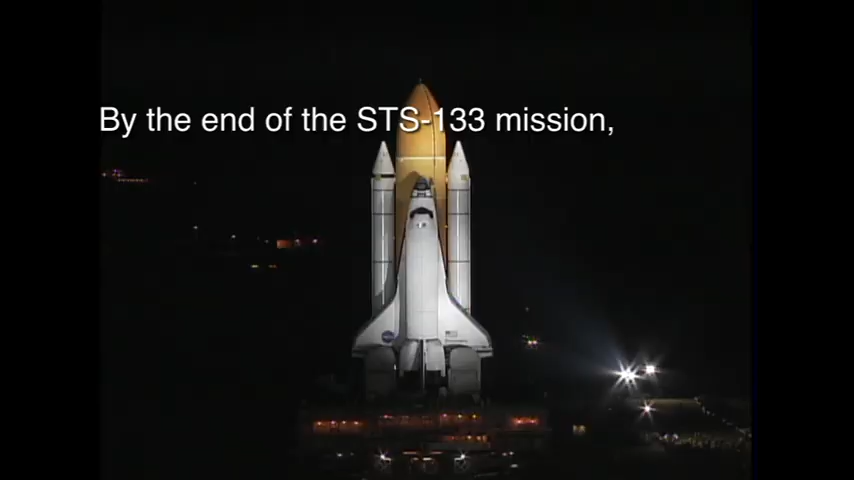 By the end of the STS-133 mission,